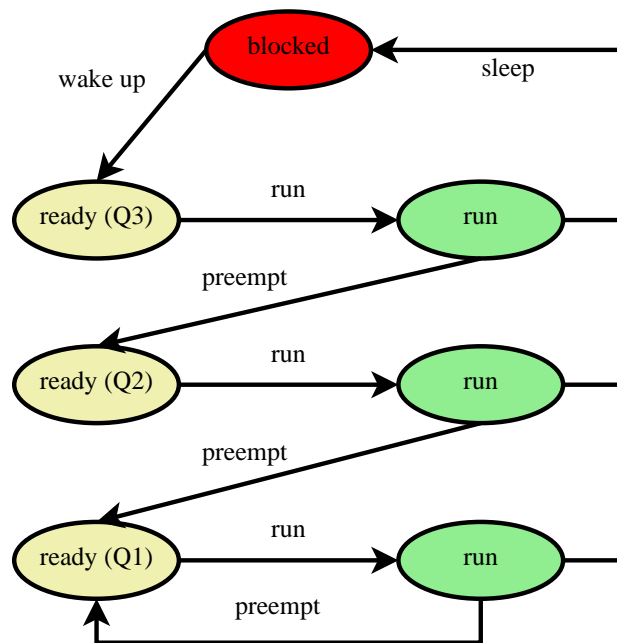 blocked
wake up
sleep
ready (Q3)
run
run
preempt
ready (Q2)
run
run
preempt
ready (Q1)
run
run
preempt